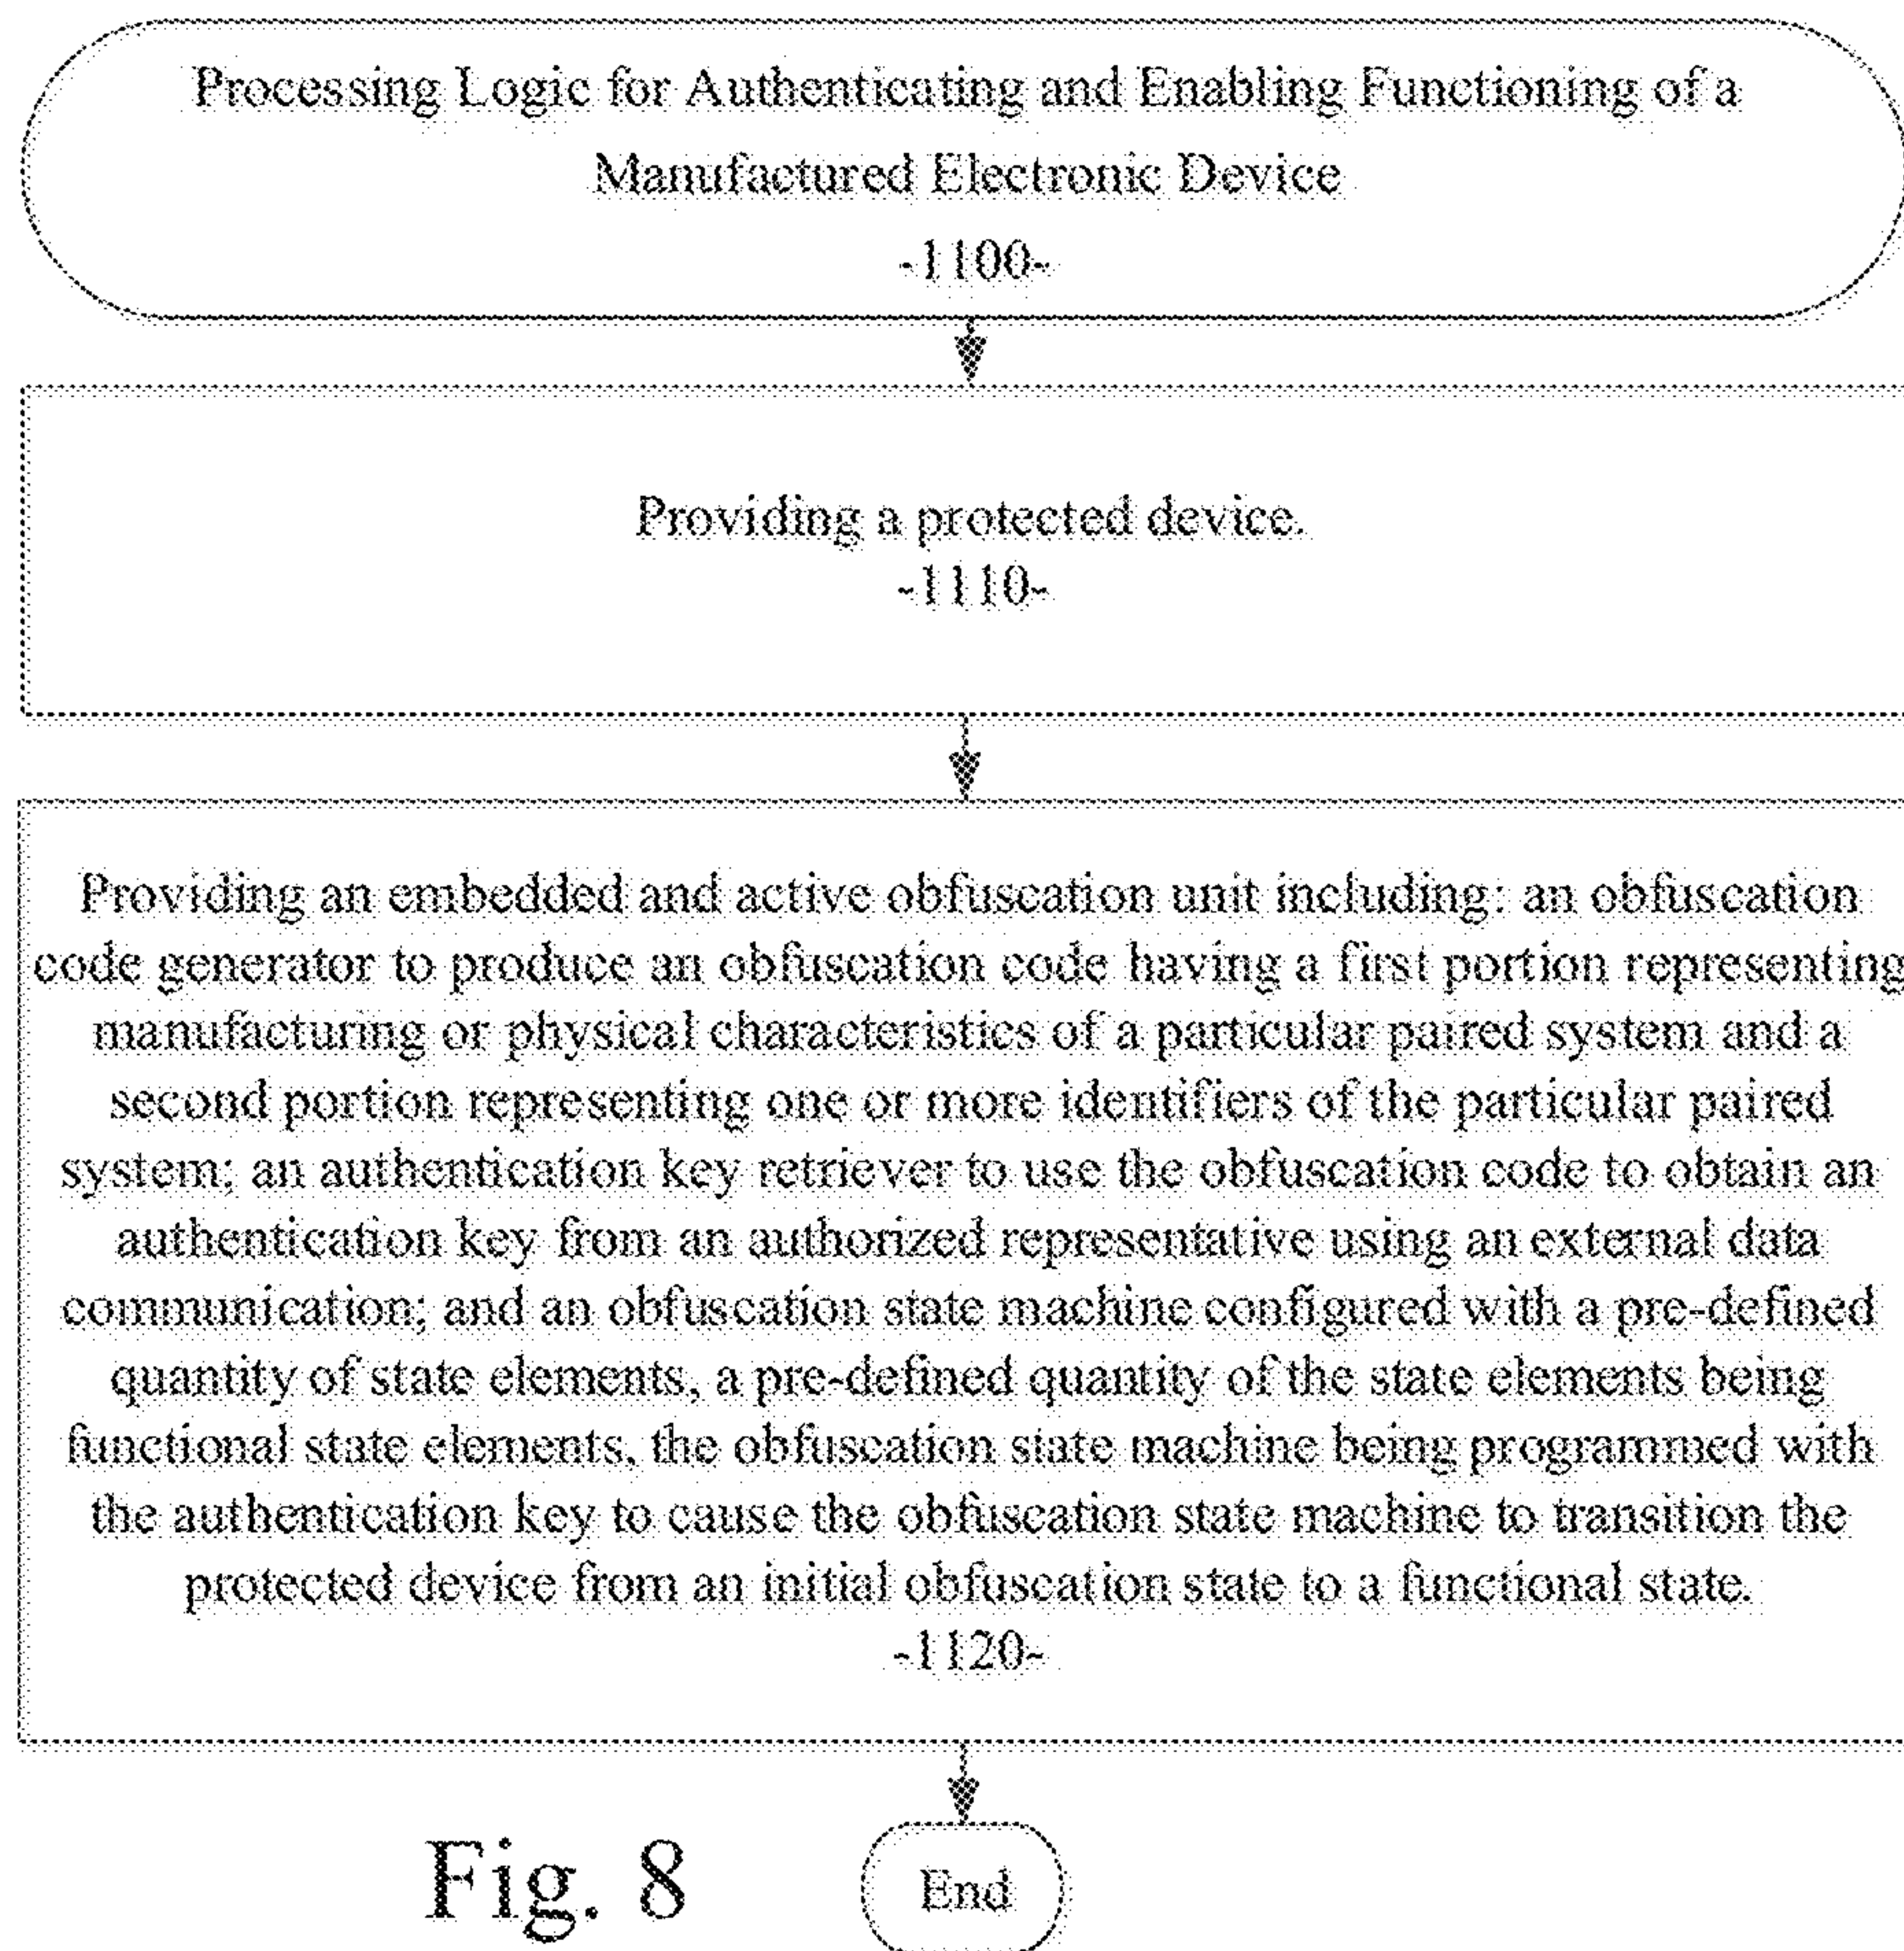 Processing Logic for Authenticating and Enabling Functioning of a
Manufactured Electronic Device
-1100-
Providing a protected device.
-1110-
Providing an embedded and active obfuscation unit including: an obfuscation
code generator to produce an obfuscation code having a first portion representing
manufacturing or physical characteristics of a particular paired system and a
second portion representing one or more identifiers of the particular paired
system; an authentication key retriever to use the obfuscation code to obtain an
authentication key from an authorized representative using an external data
communication; and an obfuscation state machine configured with a pre-defined
quantity of state elements, a pre-defined quantity of the state elements being
functional state elements, the obfuscation state machine being programmed with
the authentication key to cause the obfuscation state machine to transition the
protected device from an initial obfuscation state to a functional state.
-1120-
Fig. 8
End